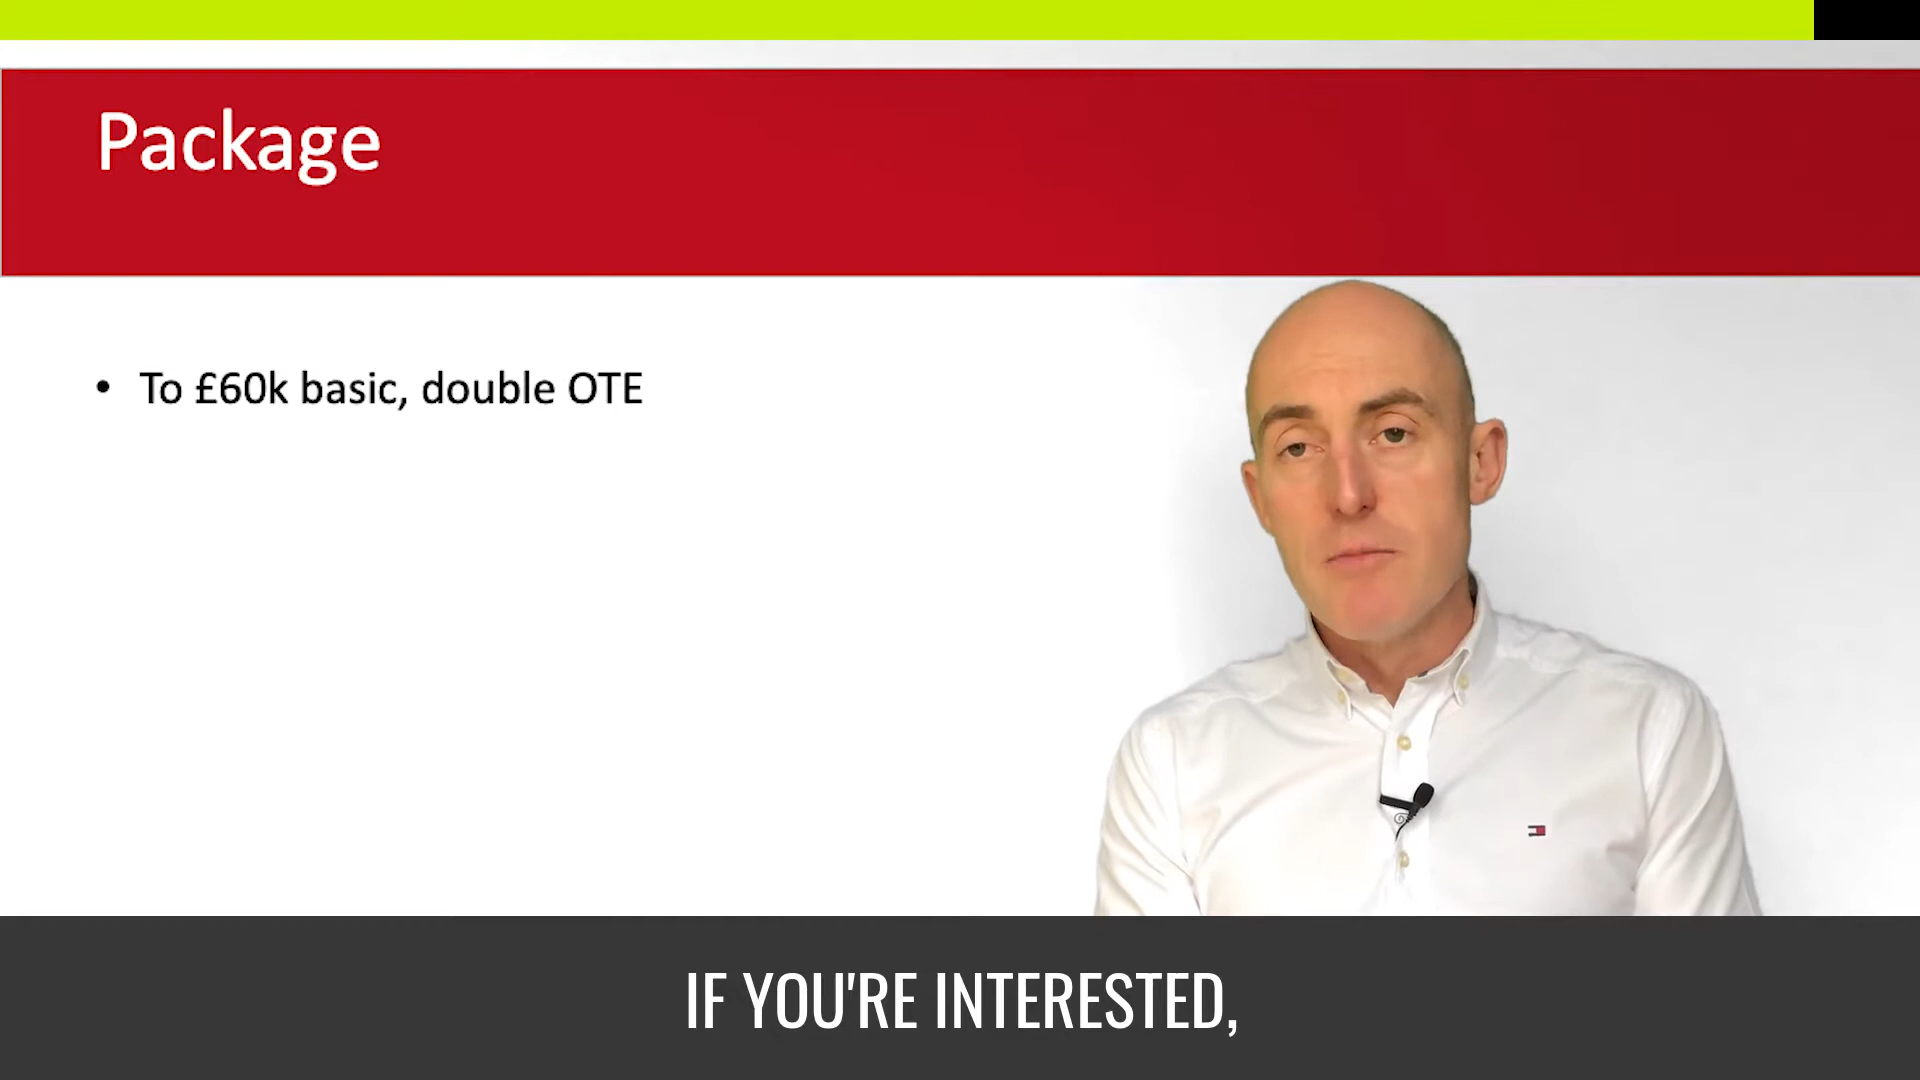 Package
• To £60k basic, double OTE
IF YOU'RE INTERESTED,